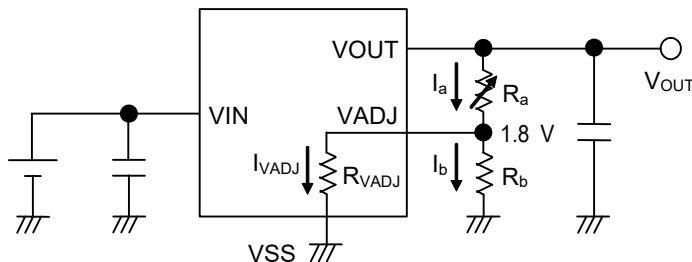 VOUT
VOUT
Ia
Ra
VIN
VADJ
1.8 V
IVADJ
RVADJ
Ib
Rb
VSS